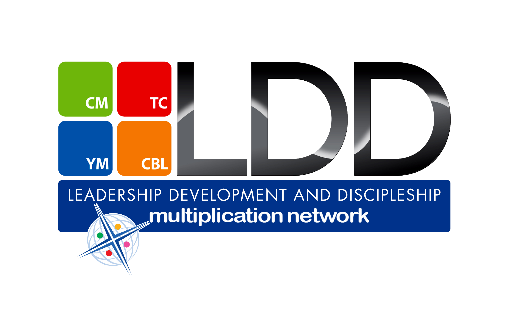 CM TC
LDD
YM CBL
LEADERSHIP DEVELOPMENT AND DISCIPLESHIP
multiplication network